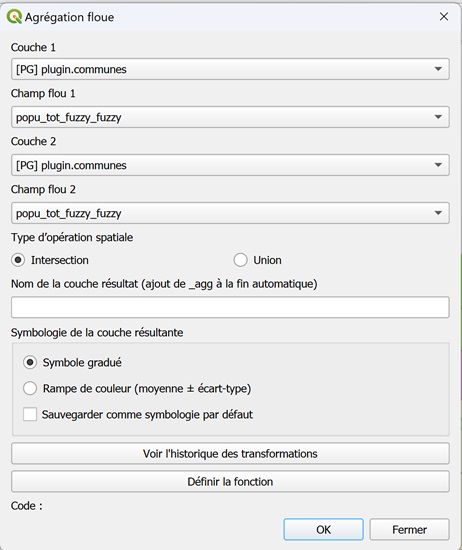 Agrégation floue
Couche 1
[PG] plugin.communes
Champ flou 1
popu_tot_fuzzy_fuzzy
Couche 2
[PG] plugin.communes
Champ flou 2
popu_tot_fuzzy_fuzzy
Type d’opération spatiale
Intersection Union
Nom de la couche résultat (ajout de _agg à la fin automatique)
Symbologie de la couche résultante
Symbole gradué
Rampe de couleur (moyenne ± écart-type)
Sauvegarder comme symbologie par défaut
Voir l'historique des transformations
Définir la fonction
Code :
OK Fermer